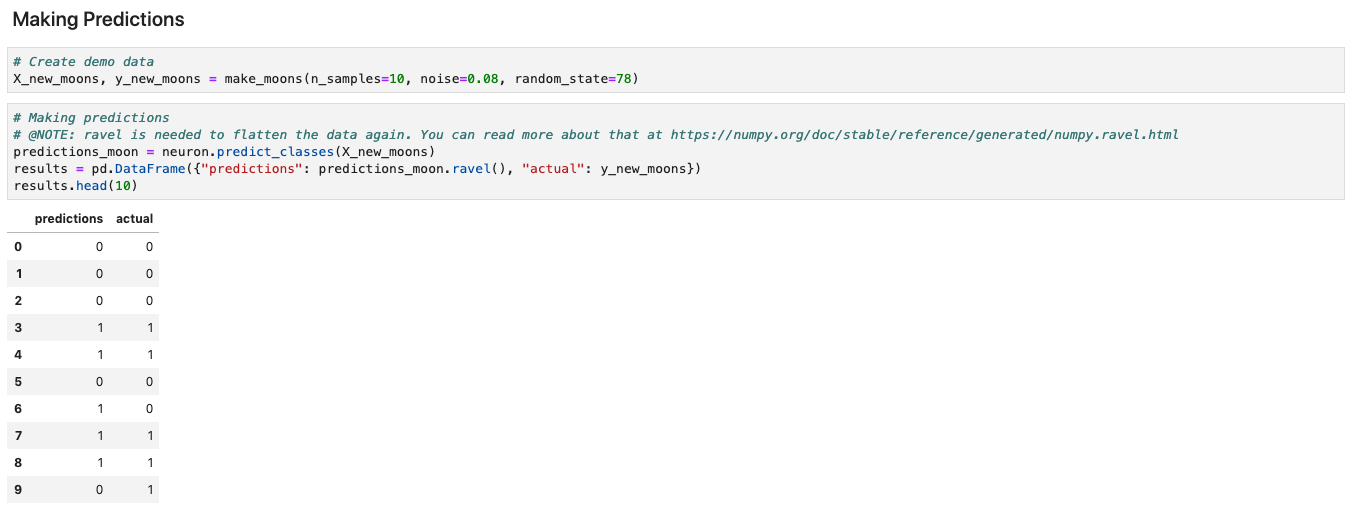 Making Predictions
# Create demo data
X_new_moons, y_new_moons = make_moons(n_samples=10, noise=0.08, random_state=78)
# Making predictions
# @NOTE: ravel is needed to flatten the data again. You can read more about that at https://numpy.org/doc/stable/reference/generated/numpy.ravel.html
predictions_moon = neuron.predict_classes(X_new_moons)
results = pd.DataFrame({"predictions": predictions_moon.ravel(), "actual": y_new_moons})
results.head(10)
predictions actual
0 0 0
1 0 0
2 0 0
3 1 1
4 1 1
5 0 0
6 1 0
7 1 1
8 1 1
9 0 1